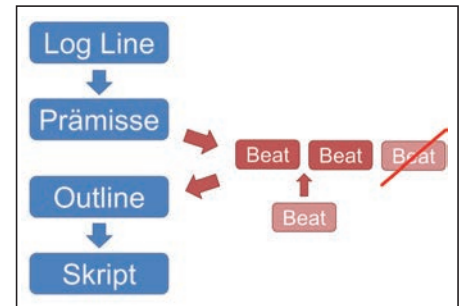 Log Line
Prämisse
Beat Beat Beat
Beat
Outline
Skript